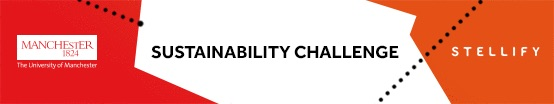 MANCHESTER
1824
The University of Manchester
SUSTAINABILITY CHALLENGE
STELLIFY